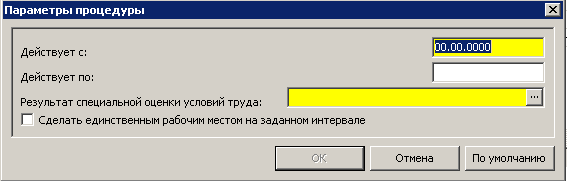 Параметры процедуры
Действует с: 00.00.0000
Действует по:
Результат специальной оценки условий труда: ...
Сделать единственным рабочим местом на заданном интервале
OK Отмена По умолчанию